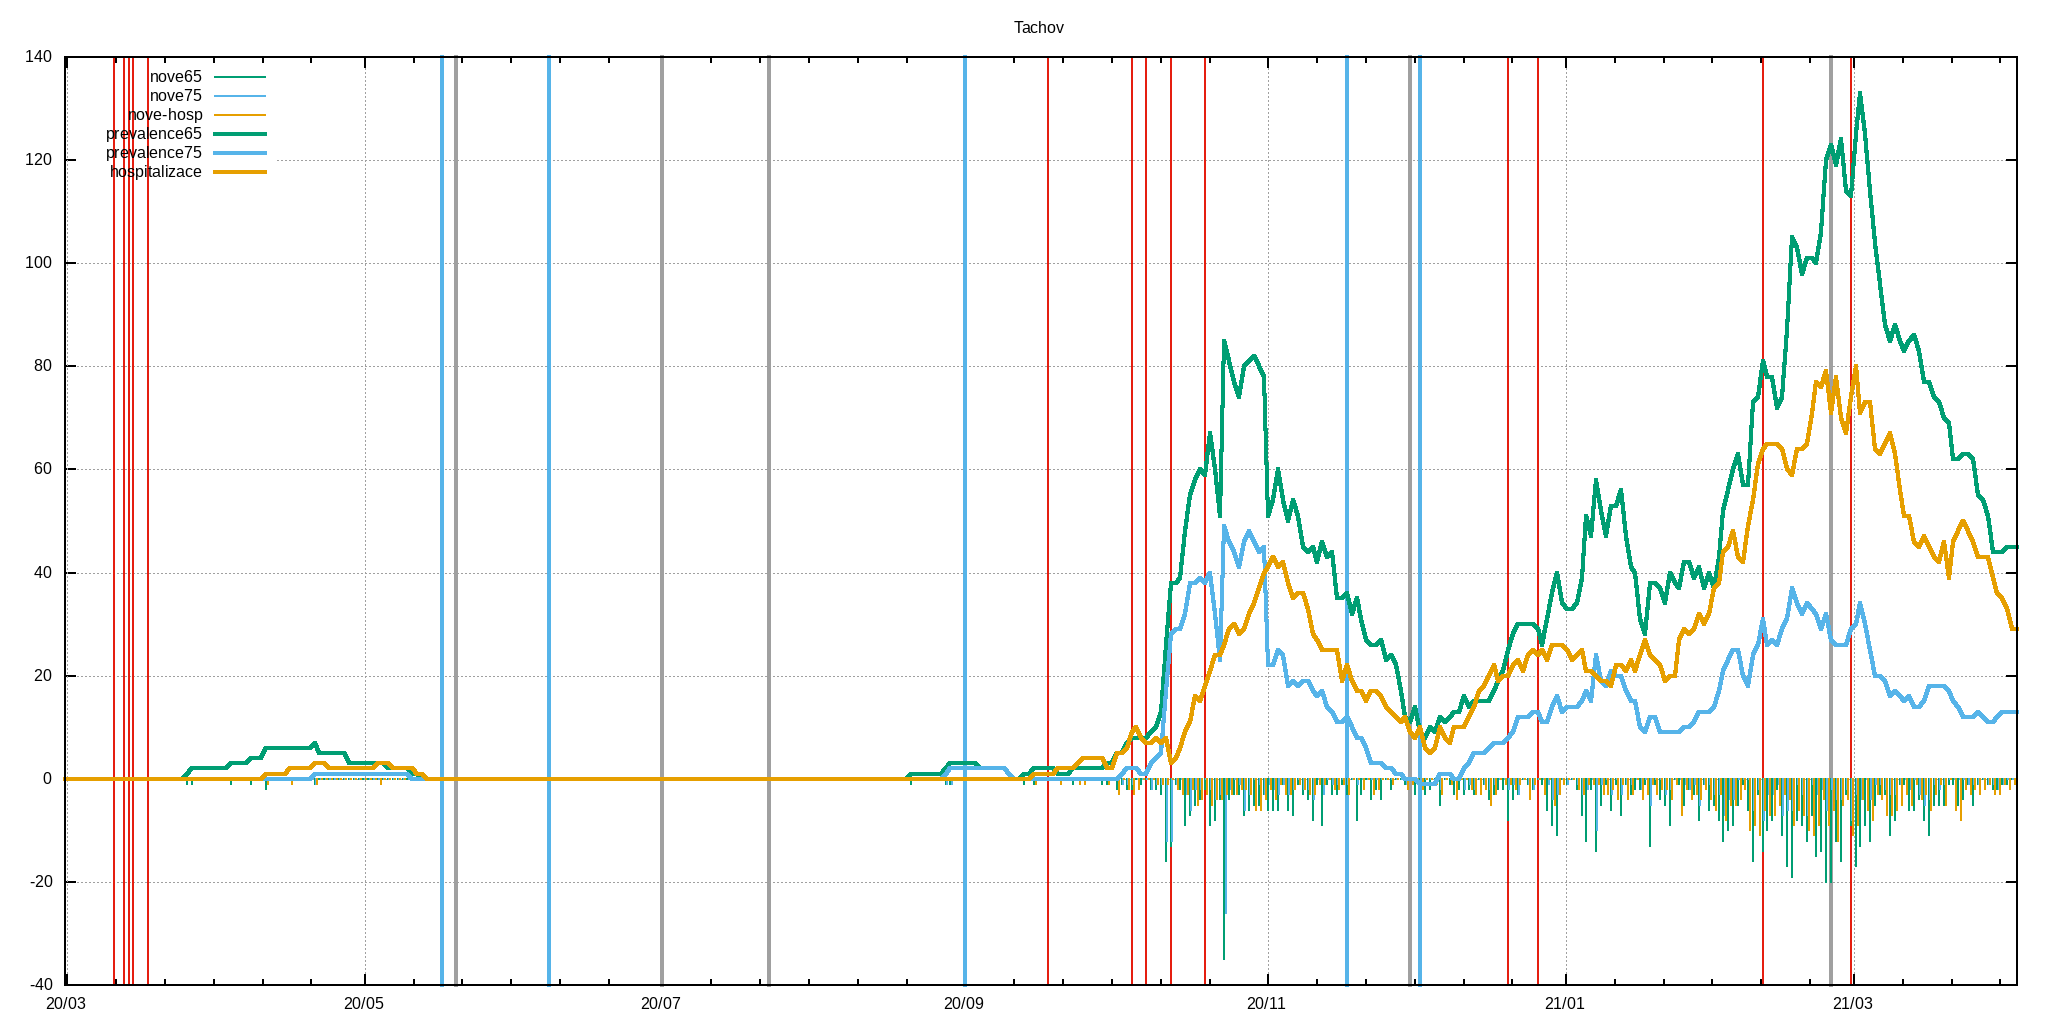 Tachov
140
120
100
80
60
40
20
0
-20
-40
nove65
nove75
nove-hosp
prevalence65
prevalence75
hospitalizace
20/03 20/05 20/07 20/09 20/11 21/01 21/03